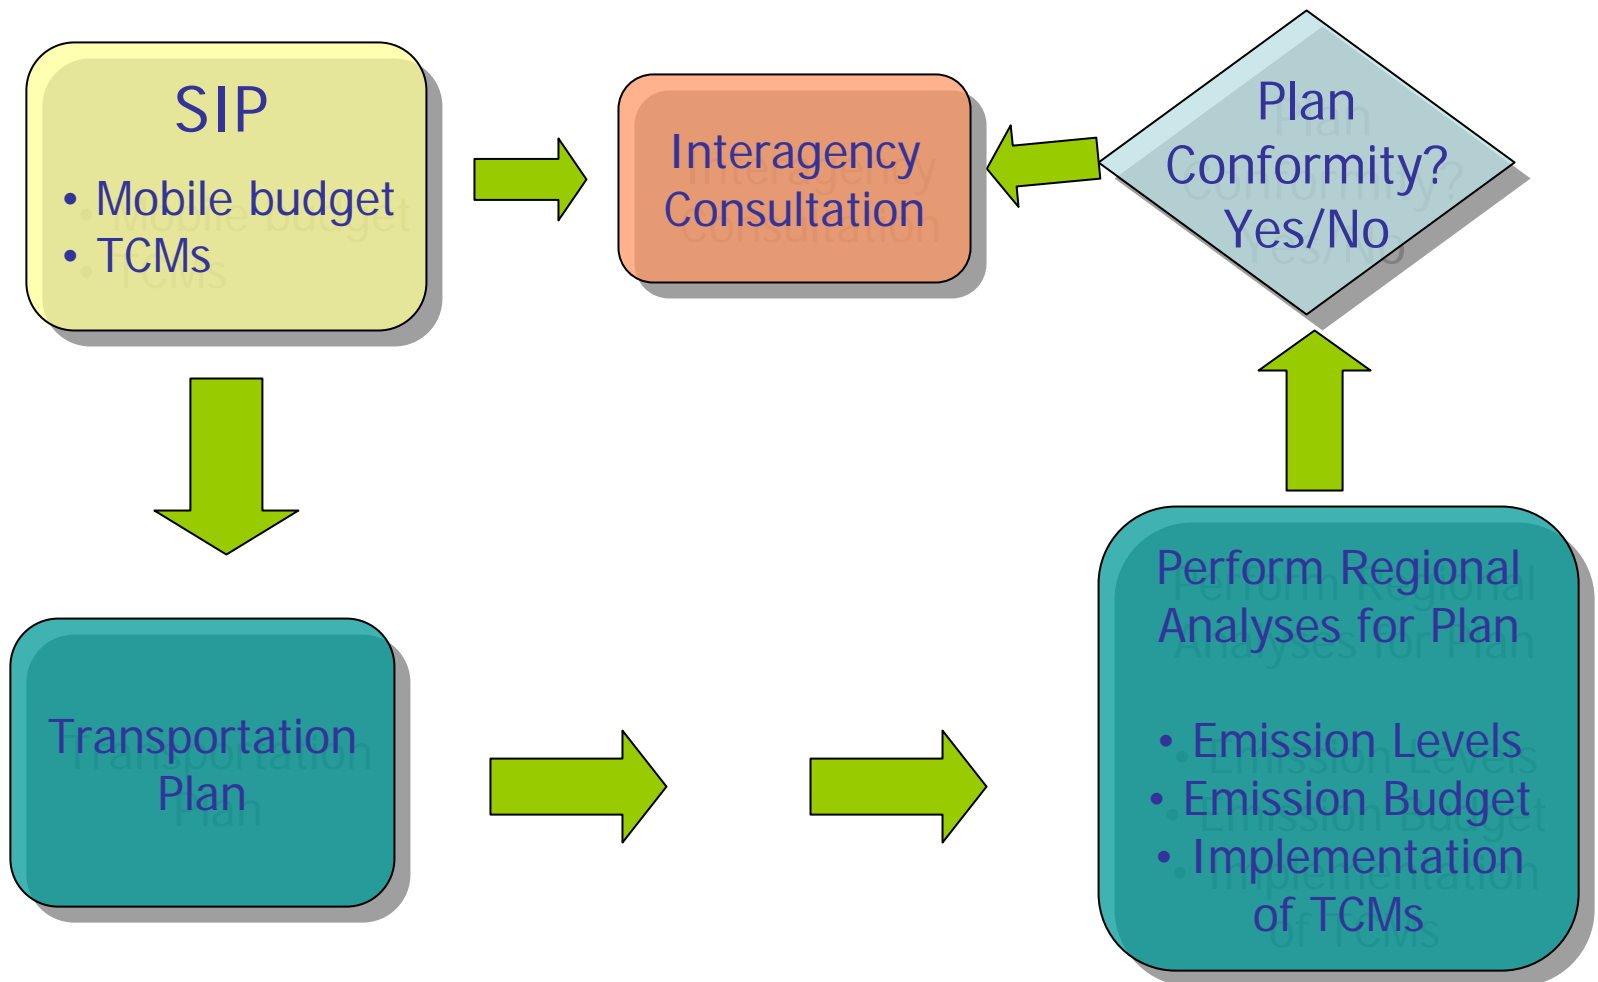 SIP
• Mobile budget
• TCMs
Interagency
Consultation
Plan
Conformity?
Yes/No
Transportation
Plan
Perform Regional
Analyses for Plan
• Emission Levels
• Emission Budget
• Implementation
of TCMs